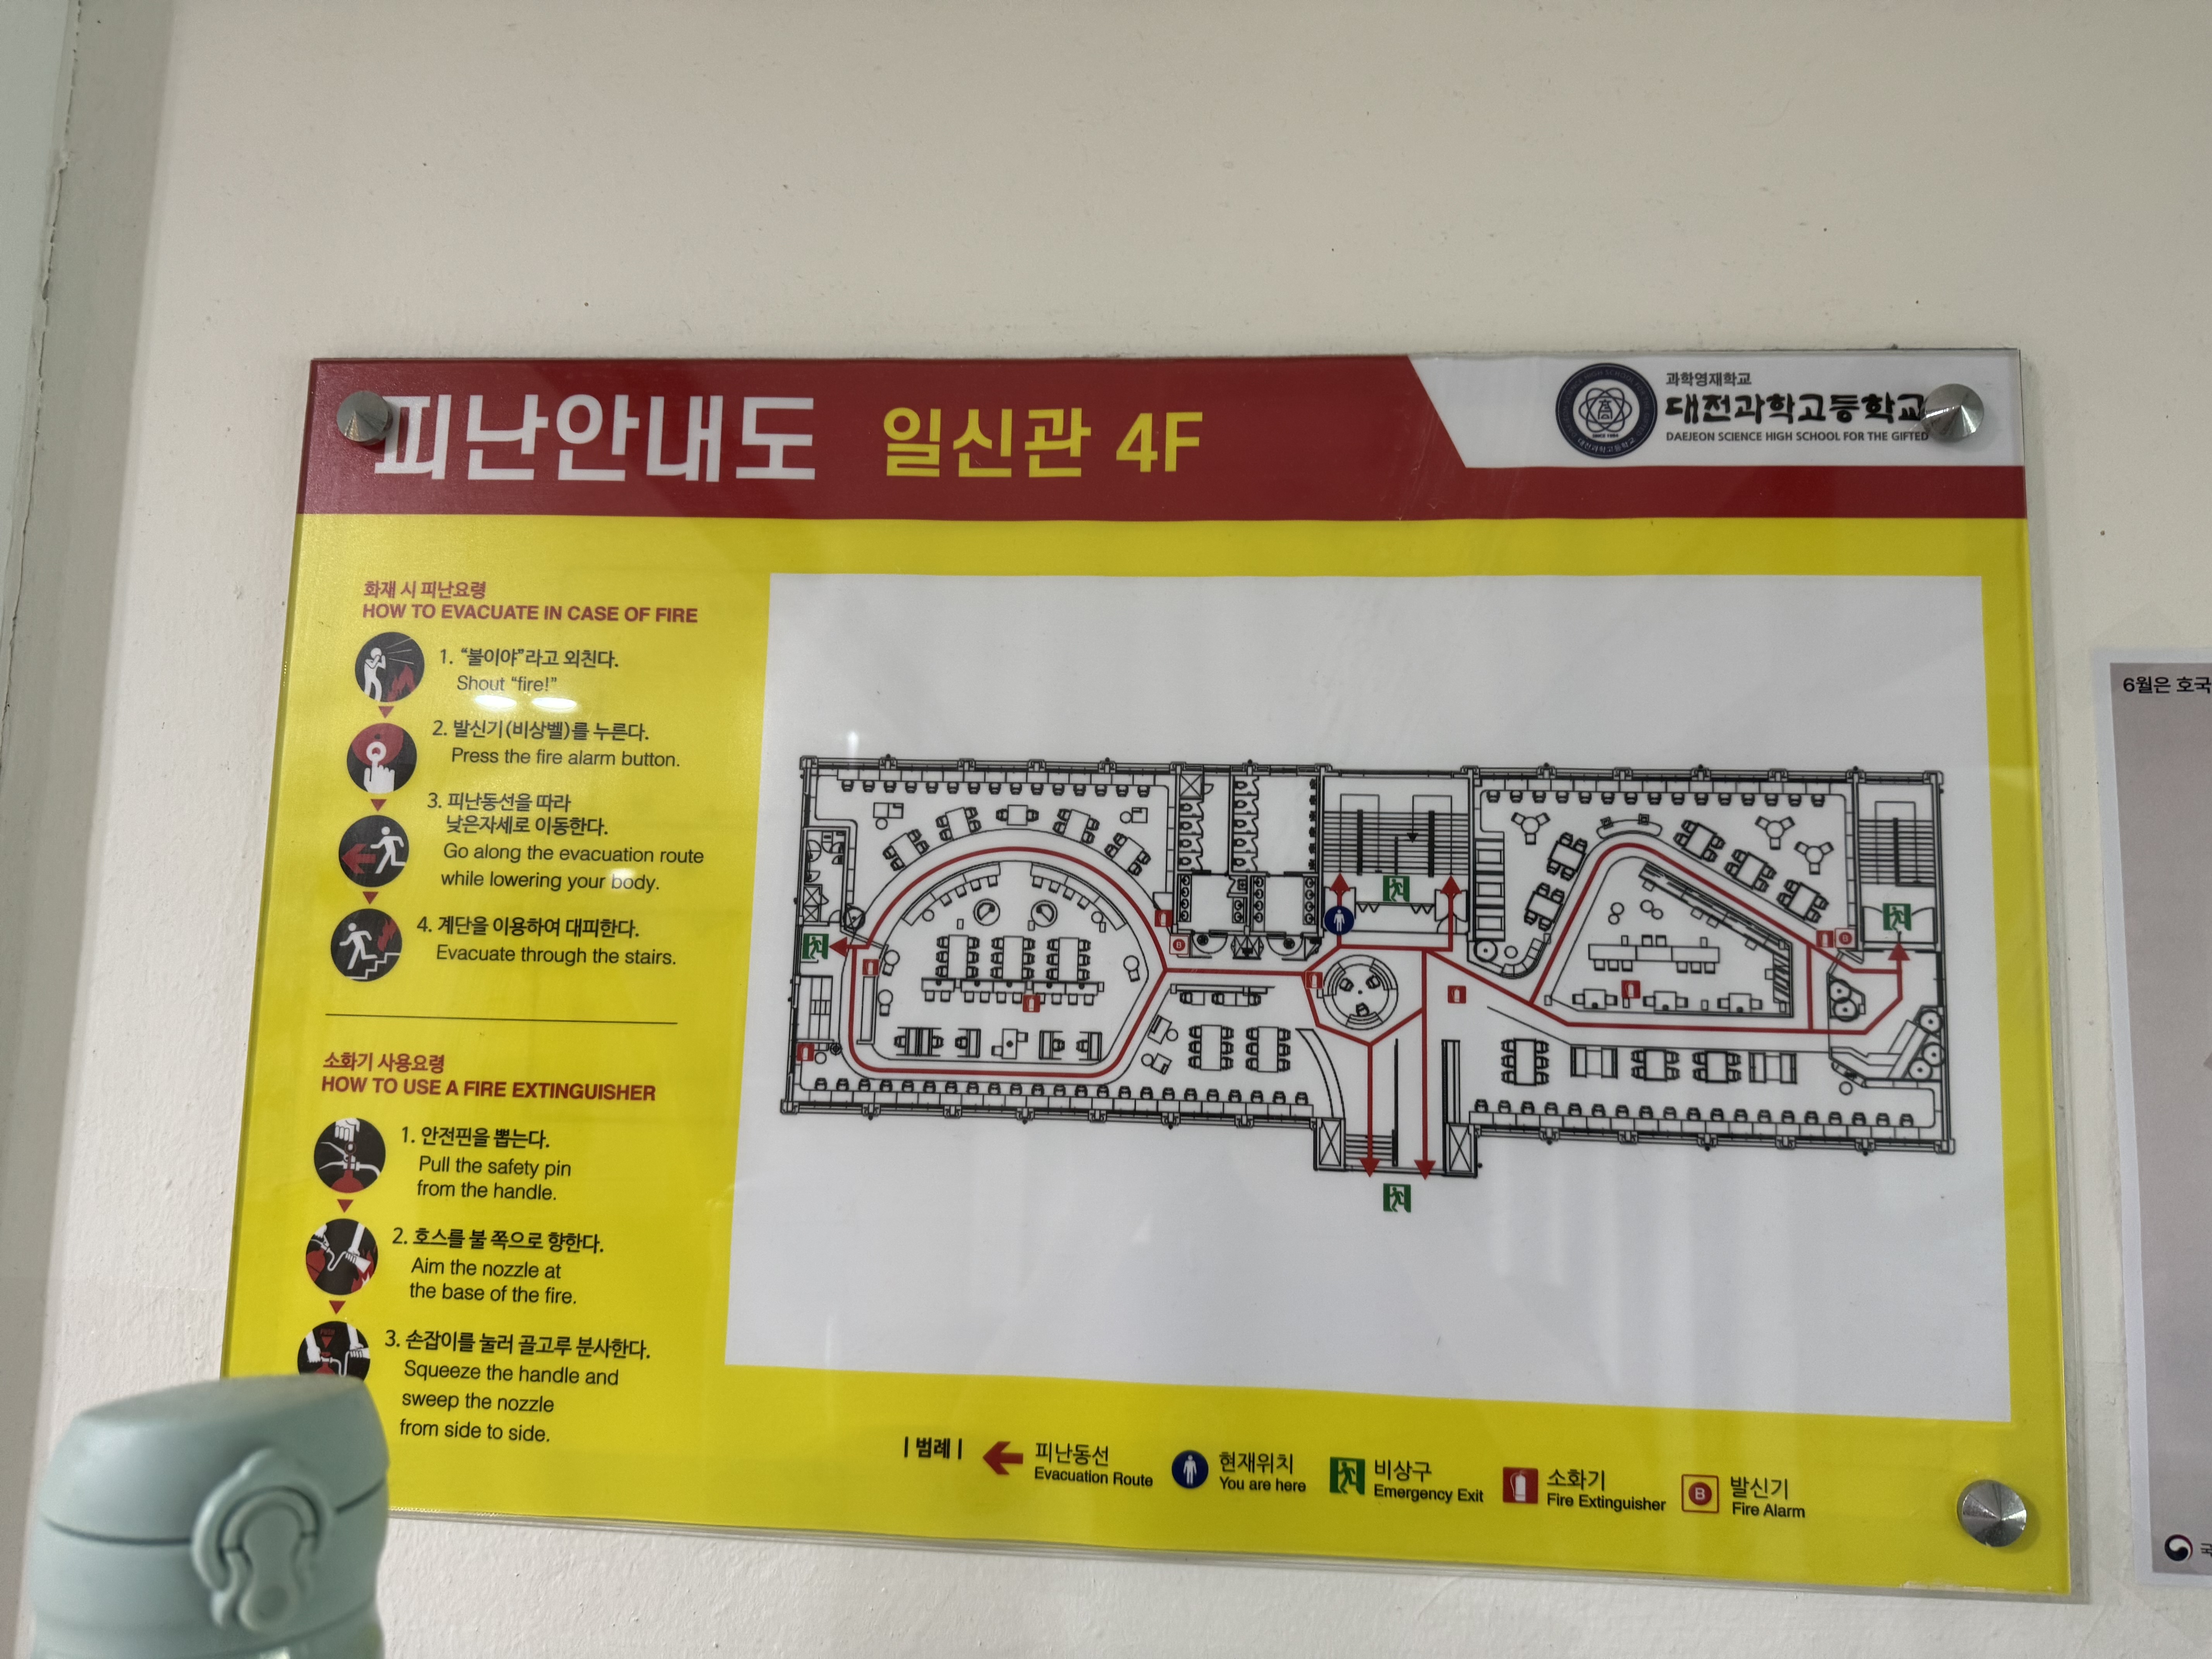 피난안내도 일신관 4F
과학영재학교
대전과학고등학교
DAEJEON SCIENCE HIGH SCHOOL FOR THE GIFTED
화재 시 피난요령
HOW TO EVACUATE IN CASE OF FIRE
1. “불이야”라고 외친다.
Shout “fire!”
2. 발신기(비상벨)를 누른다.
Press the fire alarm button.
3. 피난동선을 따라
낮은자세로 이동한다.
Go along the evacuation route
while lowering your body.
4. 계단을 이용하여 대피한다.
Evacuate through the stairs.
소화기 사용요령
HOW TO USE A FIRE EXTINGUISHER
1. 안전핀을 뽑는다.
Pull the safety pin
from the handle.
2. 호스를 불 쪽으로 향한다.
Aim the nozzle at
the base of the fire.
3. 손잡이를 눌러 골고루 분사한다.
Squeeze the handle and
sweep the nozzle
from side to side.
| 범례 |
피난동선
Evacuation Route
현재위치
You are here
비상구
Emergency Exit
소화기
Fire Extinguisher
B
발신기
Fire Alarm
6월은 호국